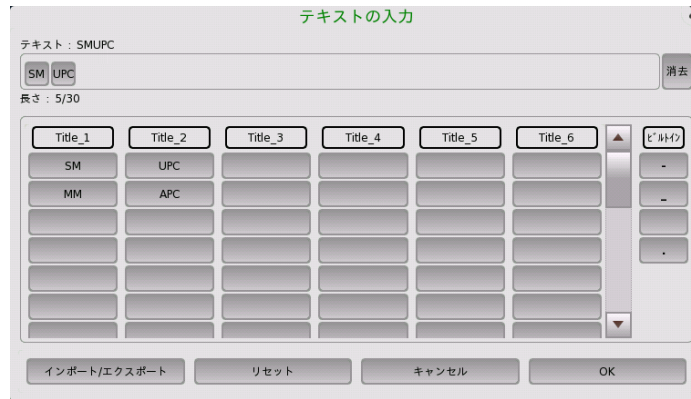 テキストの入力
テキスト : SMUPC
SM UPC 消去
長さ : 5/30
Title_1 Title_2 Title_3 Title_4 Title_5 Title_6 ﾋﾞﾙﾄｲﾝ
SM UPC -
MM APC _
.
インポート/エクスポート リセット キャンセル OK